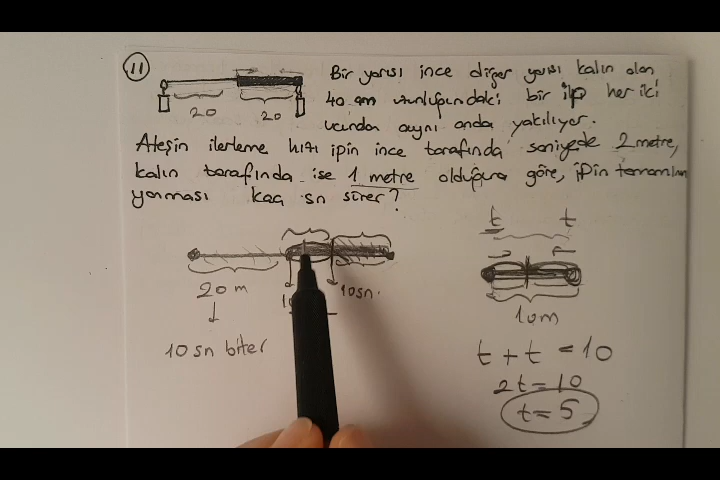 11
20 20
Bir yarısı ince diğer yarısı kalın olan
40 cm uzunluğundaki bir ip her iki
ucundan aynı anda yakılıyor.
Ateşin ilerleme hızı ipin ince tarafında saniyede 2 metre,
kalın tarafında ise 1 metre olduğuna göre, ipin tamamının
yanması kaç sn sürer?
20 m
10 sn biter
10
10sn.
t t
10m
t + t = 10
2t = 10
t = 5